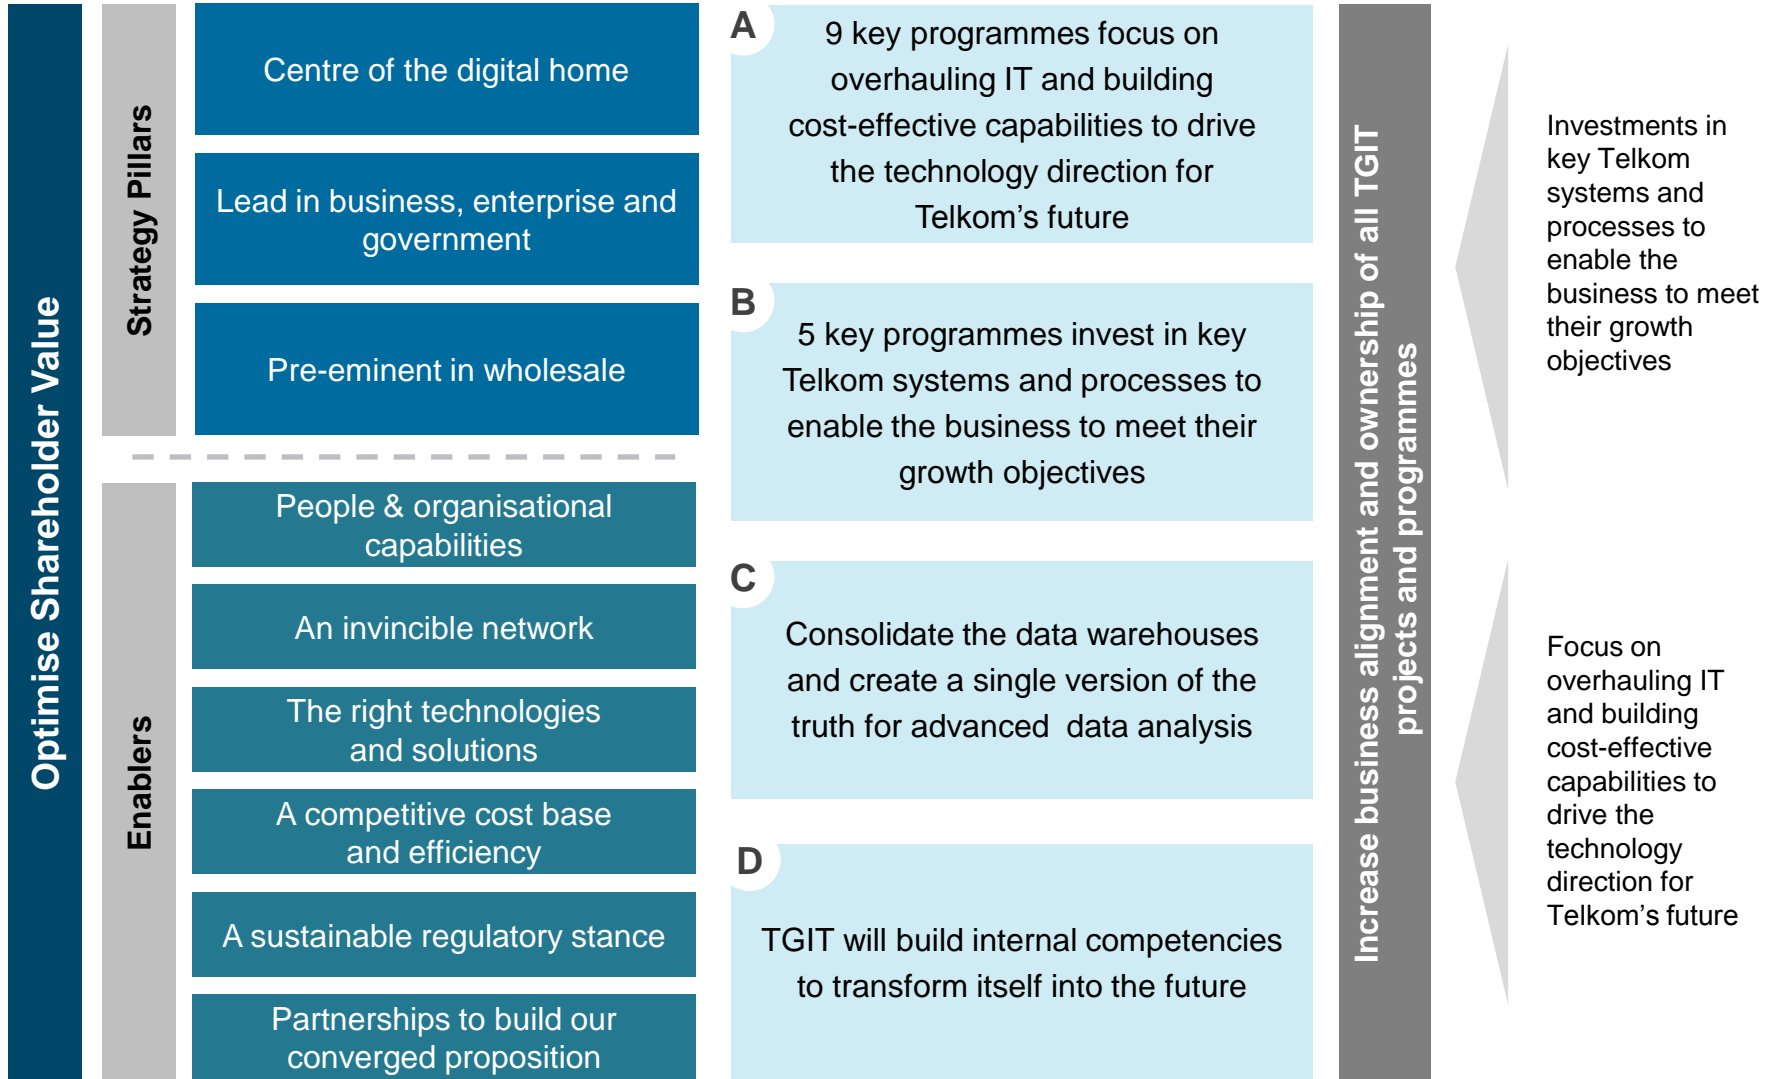 Optimise Shareholder Value
Strategy Pillars
Centre of the digital home
Lead in business, enterprise and
government
Pre-eminent in wholesale
Enablers
People & organisational
capabilities
An invincible network
The right technologies
and solutions
A competitive cost base
and efficiency
A sustainable regulatory stance
Partnerships to build our
converged proposition
A
9 key programmes focus on
overhauling IT and building
cost-effective capabilities to drive
the technology direction for
Telkom’s future
B
5 key programmes invest in key
Telkom systems and processes to
enable the business to meet their
growth objectives
C
Consolidate the data warehouses
and create a single version of the
truth for advanced  data analysis
D
TGIT will build internal competencies
to transform itself into the future
Increase business alignment and ownership of all TGIT
projects and programmes
Investments in
key Telkom
systems and
processes to
enable the
business to meet
their growth
objectives
Focus on
overhauling IT
and building
cost-effective
capabilities to
drive the
technology
direction for
Telkom’s future